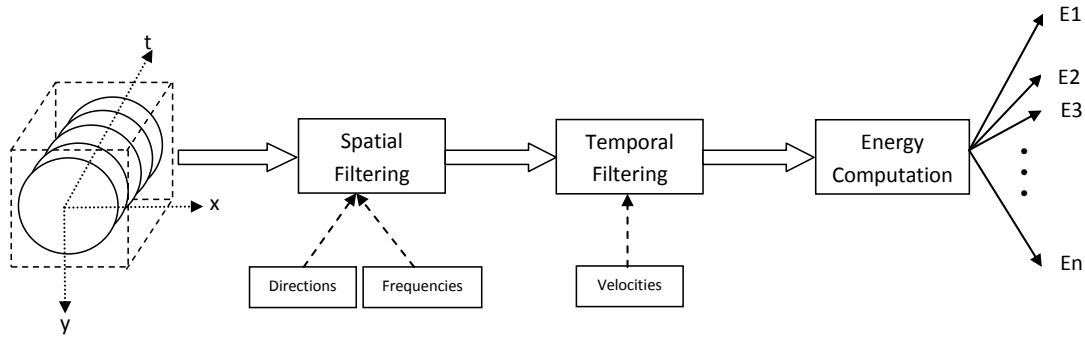 t
x
y
Spatial
Filtering
Temporal
Filtering
Energy
Computation
Directions
Frequencies
Velocities
E1
E2
E3
En